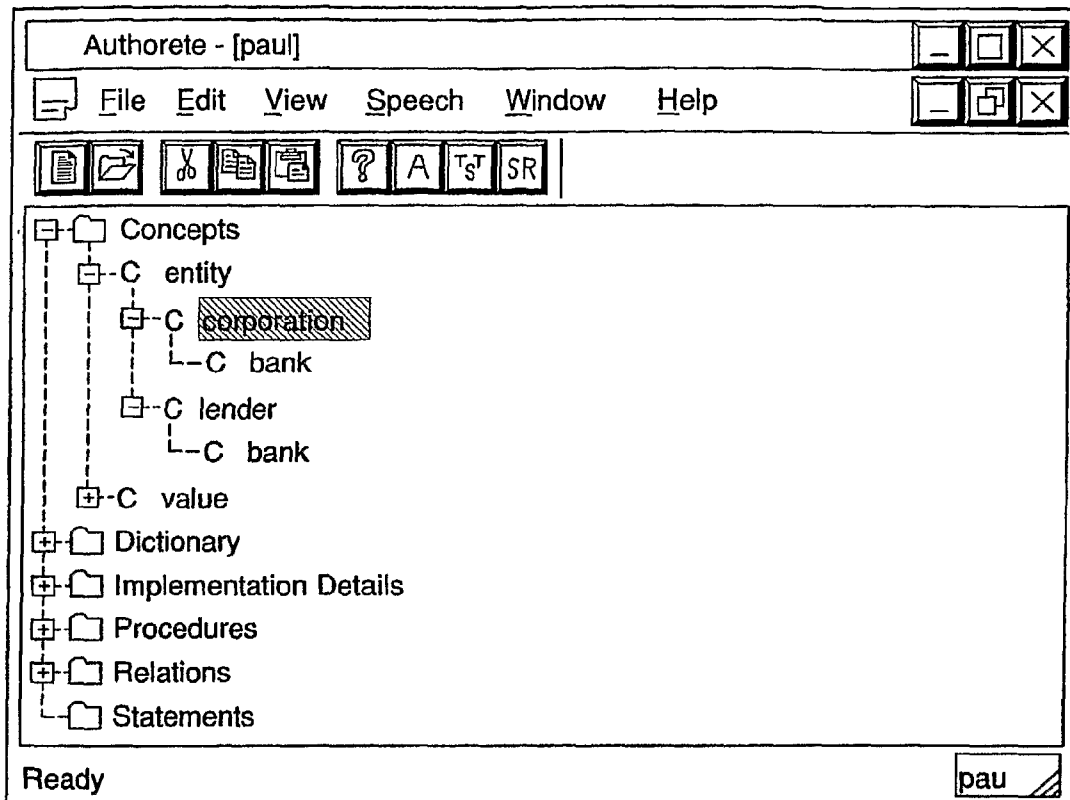 Authorete - [paul]
File Edit View Speech Window Help
? A TST SR
Concepts
C entity
C corporation
C bank
C lender
C bank
C value
Dictionary
Implementation Details
Procedures
Relations
Statements
Ready pau